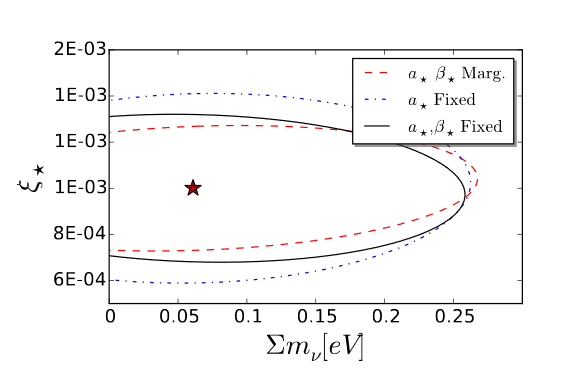 2E-03
1E-03
1E-03
1E-03
8E-04
6E-04
ξ⋆
a⋆ β⋆ Marg.
a⋆ Fixed
a⋆,β⋆ Fixed
0 0.05 0.1 0.15 0.2 0.25
Σmν[eV]